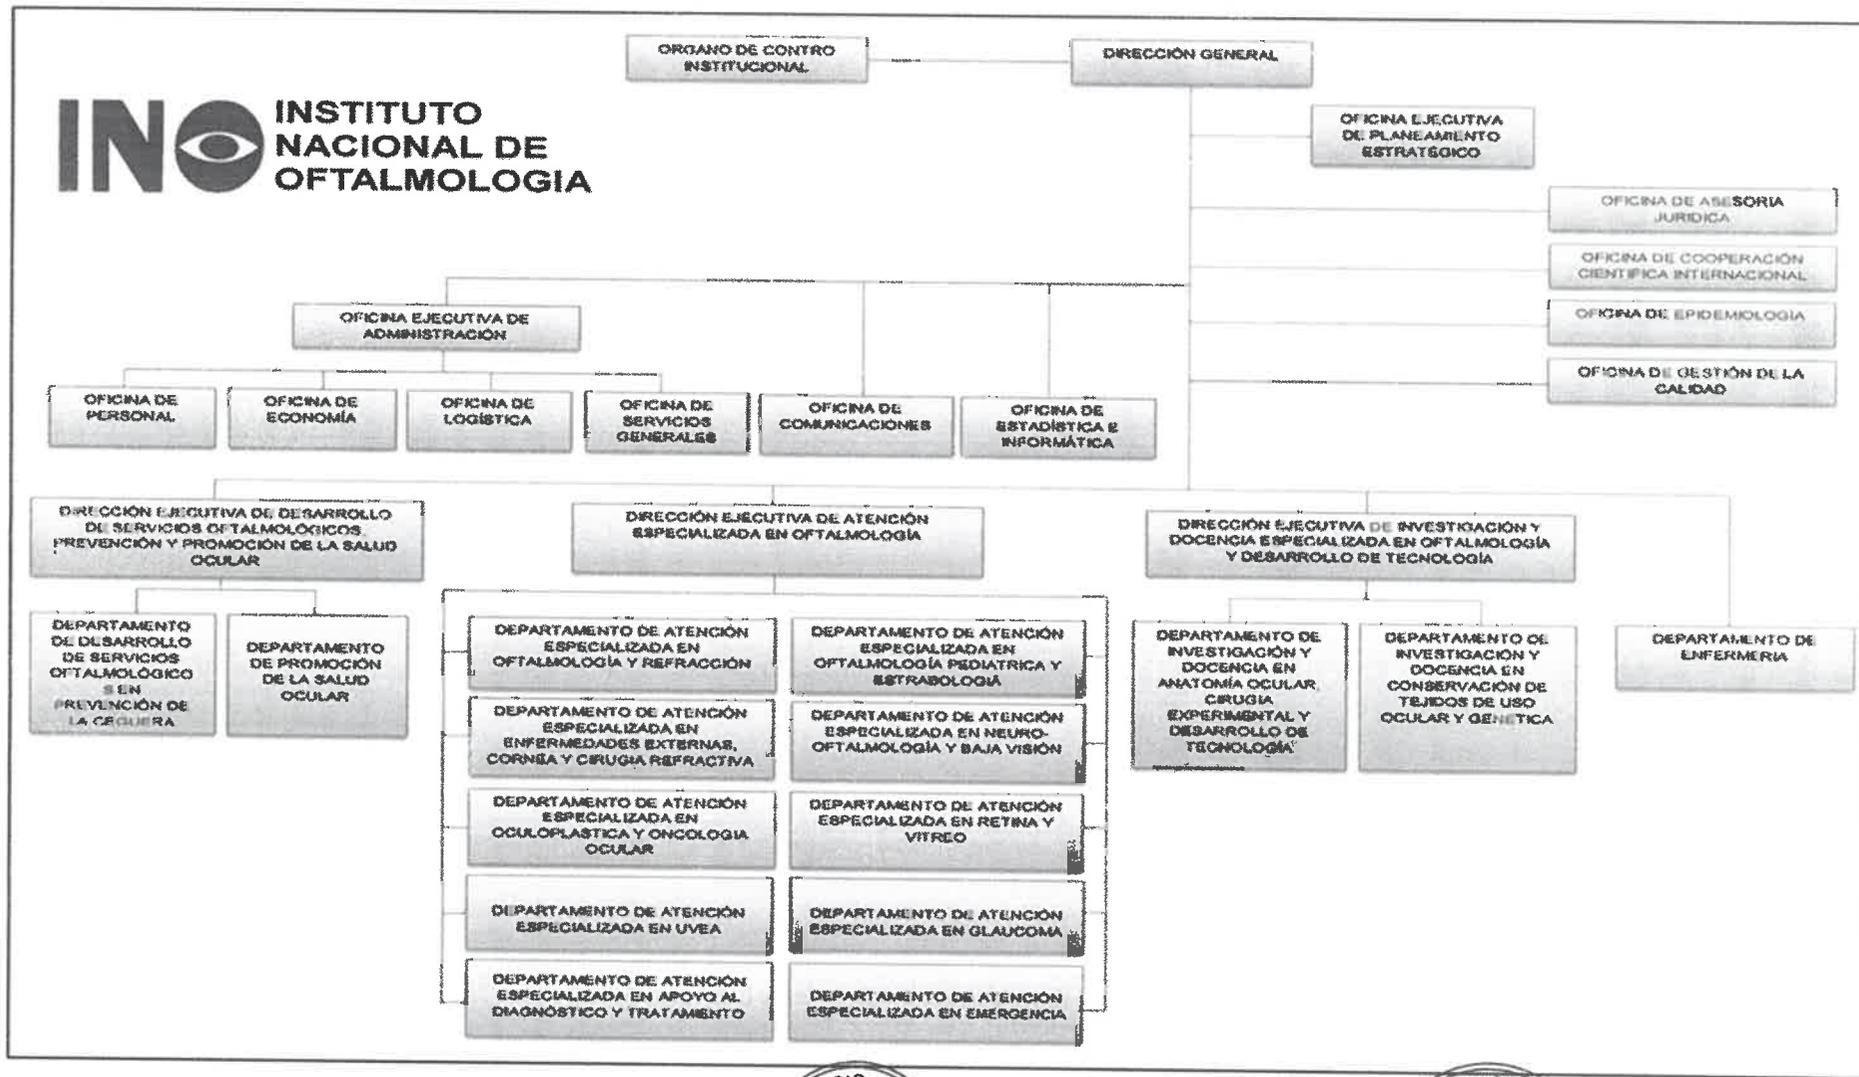 ORGANO DE CONTRO
INSTITUCIONAL
DIRECCIÓN GENERAL
INO
INSTITUTO
NACIONAL DE
OFTALMOLOGIA
OFICINA EJECUTIVA
DE PLANEAMIENTO
ESTRATÉGICO
OFICINA DE ASESORIA
JURIDICA
OFICINA DE COOPERACIÓN
CIENTIFICA INTERNACIONAL
OFICINA DE EPIDEMIOLOGIA
OFICINA DE GESTIÓN DE LA
CALIDAD
OFICINA EJECUTIVA DE
ADMINISTRACIÓN
OFICINA DE
PERSONAL
OFICINA DE
ECONOMÍA
OFICINA DE
LOGÍSTICA
OFICINA DE
SERVICIOS
GENERALES
OFICINA DE
COMUNICACIONES
OFICINA DE
ESTADÍSTICA E
INFORMÁTICA
DIRECCIÓN EJECUTIVA DE DESARROLLO
DE SERVICIOS OFTALMOLÓGICOS,
PREVENCIÓN Y PROMOCIÓN DE LA SALUD
OCULAR
DIRECCIÓN EJECUTIVA DE ATENCIÓN
ESPECIALIZADA EN OFTALMOLOGÍA
DIRECCIÓN EJECUTIVA DE INVESTIGACIÓN Y
DOCENCIA ESPECIALIZADA EN OFTALMOLOGÍA
Y DESARROLLO DE TECNOLOGÍA
DEPARTAMENTO
DE DESARROLLO
DE SERVICIOS
OFTALMOLÓGICO
S EN
PREVENCIÓN DE
LA CEGUERA
DEPARTAMENTO
DE PROMOCIÓN
DE LA SALUD
OCULAR
DEPARTAMENTO DE ATENCIÓN
ESPECIALIZADA EN
OFTALMOLOGÍA Y REFRACCIÓN
DEPARTAMENTO DE ATENCIÓN
ESPECIALIZADA EN
OFTALMOLOGÍA PEDIATRICA Y
ESTRABOLOGIA
DEPARTAMENTO DE ATENCIÓN
ESPECIALIZADA EN
ENFERMEDADES EXTERNAS,
CORNEA Y CIRUGIA REFRACTIVA
DEPARTAMENTO DE ATENCIÓN
ESPECIALIZADA EN NEURO-
OFTALMOLOGÍA Y BAJA VISIÓN
DEPARTAMENTO DE ATENCIÓN
ESPECIALIZADA EN
OCULOPLASTICA Y ONCOLOGIA
OCULAR
DEPARTAMENTO DE ATENCIÓN
ESPECIALIZADA EN RETINA Y
VITREO
DEPARTAMENTO DE ATENCIÓN
ESPECIALIZADA EN UVEA
DEPARTAMENTO DE ATENCIÓN
ESPECIALIZADA EN GLAUCOMA
DEPARTAMENTO DE ATENCIÓN
ESPECIALIZADA EN APOYO AL
DIAGNÓSTICO Y TRATAMIENTO
DEPARTAMENTO DE ATENCIÓN
ESPECIALIZADA EN EMERGENCIA
DEPARTAMENTO DE
INVESTIGACIÓN Y
DOCENCIA EN
ANATOMÍA OCULAR,
CIRUGIA
EXPERIMENTAL Y
DESARROLLO DE
TECNOLOGÍA
DEPARTAMENTO DE
INVESTIGACIÓN Y
DOCENCIA EN
CONSERVACIÓN DE
TEJIDOS DE USO
OCULAR Y GENETICA
DEPARTAMENTO DE
ENFERMERIA